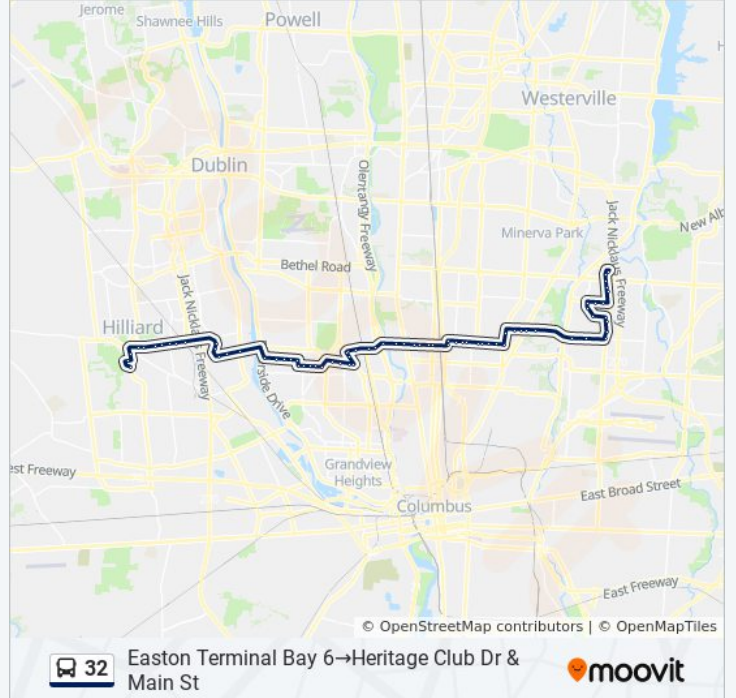 Jerome
Shawnee Hills
Powell
Westerville
Dublin
Olentangy Freeway
New Alb
Minerva Park
Jack Nicklaus Freeway
Bethel Road
Jack Nickla
Freeway
Hilliard
rside Drive
est Freeway
Grandview
Heights
Columbus
East Broad Street
East Freeway
© OpenStreetMap contributors | © OpenMapTiles
32
Easton Terminal Bay 6→Heritage Club Dr &
Main St
moovit